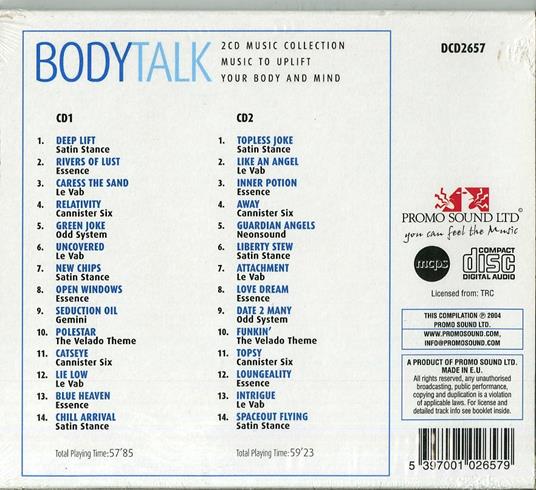 BODYTALK
2CD MUSIC COLLECTION
MUSIC TO UPLIFT
YOUR BODY AND MIND
DCD2657
CD1
1. DEEP LIFT
Satin Stance
2. RIVERS OF LUST
Essence
3. CARESS THE SAND
Le Vab
4. RELATIVITY
Cannister Six
5. GREEN JOKE
Odd System
6. UNCOVERED
Le Vab
7. NEW CHIPS
Satin Stance
8. OPEN WINDOWS
Essence
9. SEDUCTION OIL
Gemini
10. POLESTAR
The Velado Theme
11. CATSEYE
Cannister Six
12. LIE LOW
Le Vab
13. BLUE HEAVEN
Essence
14. CHILL ARRIVAL
Satin Stance
Total Playing Time:57'85
CD2
1. TOPLESS JOKE
Satin Stance
2. LIKE AN ANGEL
Le Vab
3. INNER POTION
Essence
4. AWAY
Cannister Six
5. GUARDIAN ANGELS
Neonsound
6. LIBERTY STEW
Satin Stance
7. ATTACHMENT
Le Vab
8. LOVE DREAM
Essence
9. DATE 2 MANY
Odd System
10. FUNKIN'
The Velado Theme
11. TOPSY
Cannister Six
12. LOUNGEALITY
Essence
13. INTRIGUE
Le Vab
14. SPACEOUT FLYING
Satin Stance
Total Playing Time:59'23
PROMO SOUND LTD©
you can feel the Music
mcps
COMPACT
disc
DIGITAL AUDIO
Licensed from: TRC
THIS COMPILATION ℗ 2004
PROMO SOUND LTD.
WWW.PROMOSOUND.COM,
INFO@PROMOSOUND.COM
A PRODUCT OF PROMO SOUND LTD.
MADE IN E.U.
All rights reserved, any unauthorised
broadcasting, public performance,
copying and duplication is a violation
of applicable laws. For license and
detailed track info see booklet inside.
5 397001 026579